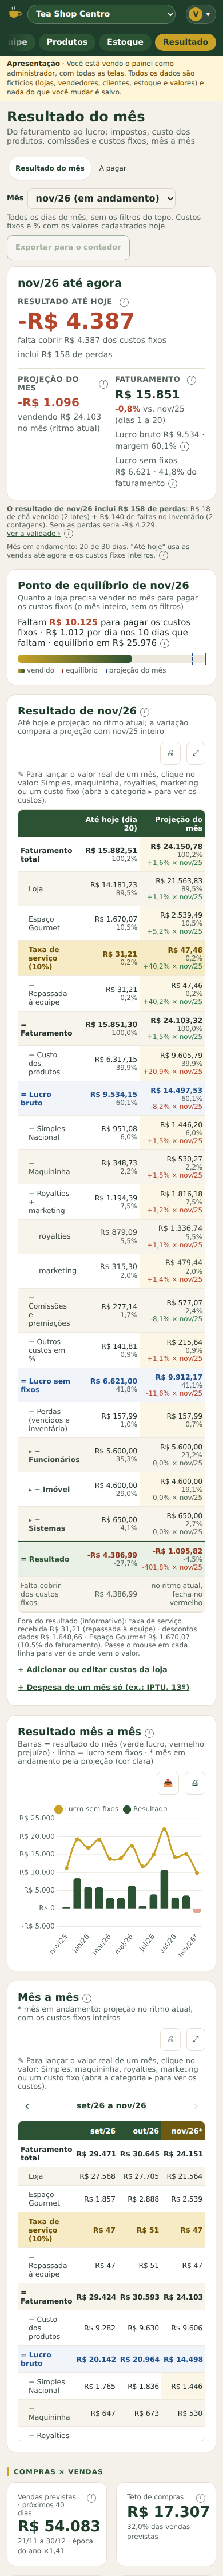 Tea Shop Centro
V
uipe Produtos Estoque Resultado
Apresentação · Você está vendo o painel como
administrador, com todas as telas. Todos os dados são
fictícios (lojas, vendedores, clientes, estoque e valores) e
nada do que você mudar é salvo.
Resultado do mês
Do faturamento ao lucro: impostos, custo dos
produtos, comissões e custos fixos, mês a mês
Resultado do mês A pagar
Mês nov/26 (em andamento)
Todos os dias do mês, sem os filtros do topo. Custos
fixos e % com os valores cadastrados hoje.
Exportar para o contador
nov/26 até agora
RESULTADO ATÉ HOJE
-R$ 4.387
falta cobrir R$ 4.387 dos custos fixos
inclui R$ 158 de perdas
PROJEÇÃO DO MÊS
-R$ 1.096
vendendo R$ 24.103
no mês (ritmo atual)
FATURAMENTO
R$ 15.851
-0,8% vs. nov/25
(dias 1 a 20)
Lucro bruto R$ 9.534 ·
margem 60,1%
Lucro sem fixos
R$ 6.621 · 41,8% do
faturamento
O resultado de nov/26 inclui R$ 158 de perdas: R$ 18
de chá vencido (2 lotes) + R$ 140 de faltas no inventário (2
contagens). Sem as perdas seria -R$ 4.229.
ver a validade ›
Mês em andamento: 20 de 30 dias. "Até hoje" usa as
vendas até agora e os custos fixos inteiros.
Ponto de equilíbrio de nov/26
Quanto a loja precisa vender no mês para pagar
os custos fixos (o mês inteiro, sem os filtros)
Faltam R$ 10.125 para pagar os custos
fixos · R$ 1.012 por dia nos 10 dias que
faltam · equilíbrio em R$ 25.976
vendido equilíbrio projeção do mês
Resultado de nov/26
Até hoje e projeção no ritmo atual; a variação
compara a projeção com nov/25 inteiro
✎ Para lançar o valor real de um mês, clique no
valor: Simples, maquininha, royalties, marketing
ou um custo fixo (abra a categoria ▸ para ver os
custos).
Até hoje (dia 20) Projeção do mês
Faturamento total R$ 15.882,51 100,2% R$ 24.150,78 100,2% +1,6% × nov/25
Loja R$ 14.181,23 89,5% R$ 21.563,83 89,5% +1,1% × nov/25
Espaço Gourmet R$ 1.670,07 10,5% R$ 2.539,49 10,5% +5,2% × nov/25
Taxa de serviço (10%) R$ 31,21 0,2% R$ 47,46 0,2% +40,2% × nov/25
− Repassada à equipe R$ 31,21 0,2% R$ 47,46 0,2% +40,2% × nov/25
= Faturamento R$ 15.851,30 100,0% R$ 24.103,32 100,0% +1,5% × nov/25
− Custo dos produtos R$ 6.317,15 39,9% R$ 9.605,79 39,9% +20,9% × nov/25
= Lucro bruto R$ 9.534,15 60,1% R$ 14.497,53 60,1% -8,2% × nov/25
− Simples Nacional R$ 951,08 6,0% R$ 1.446,20 6,0% +1,5% × nov/25
− Maquininha R$ 348,73 2,2% R$ 530,27 2,2% +1,5% × nov/25
− Royalties + marketing R$ 1.194,39 7,5% R$ 1.816,18 7,5% +1,2% × nov/25
royalties R$ 879,09 5,5% R$ 1.336,74 5,5% +1,1% × nov/25
marketing R$ 315,30 2,0% R$ 479,44 2,0% +1,4% × nov/25
− Comissões e premiações R$ 277,14 1,7% R$ 577,07 2,4% -8,1% × nov/25
− Outros custos em % R$ 141,81 0,9% R$ 215,64 0,9% +1,1% × nov/25
= Lucro sem fixos R$ 6.621,00 41,8% R$ 9.912,17 41,1% -11,6% × nov/25
− Perdas (vencidos e inventário) R$ 157,99 1,0% R$ 157,99 0,7%
▸ − Funcionários R$ 5.600,00 35,3% R$ 5.600,00 23,2% 0,0% × nov/25
▸ − Imóvel R$ 4.600,00 29,0% R$ 4.600,00 19,1% 0,0% × nov/25
▸ − Sistemas R$ 650,00 4,1% R$ 650,00 2,7% 0,0% × nov/25
= Resultado -R$ 4.386,99 -27,7% -R$ 1.095,82 -4,5% -401,8% × nov/25
Falta cobrir dos custos fixos R$ 4.386,99 no ritmo atual, fecha no vermelho
Fora do resultado (informativo): taxa de serviço
recebida R$ 31,21 (repassada à equipe) · descontos
dados R$ 1.648,66 · Espaço Gourmet R$ 1.670,07
(10,5% do faturamento). Passe o mouse em cada
linha para ver de onde vem o valor.
+ Adicionar ou editar custos da loja
+ Despesa de um mês só (ex.: IPTU, 13º)
Resultado mês a mês
Barras = resultado do mês (verde lucro, vermelho
prejuízo) · linha = lucro sem fixos · * mês em
andamento pela projeção (cor clara)
Lucro sem fixos Resultado
R$ 25.000
R$ 20.000
R$ 15.000
R$ 10.000
R$ 5.000
R$ 0
-R$ 5.000
nov/25 jan/26 mar/26 mai/26 jul/26 set/26 nov/26*
Mês a mês
* mês em andamento: projeção no ritmo atual,
com os custos fixos inteiros
✎ Para lançar o valor real de um mês, clique no
valor: Simples, maquininha, royalties, marketing
ou um custo fixo (abra a categoria ▸ para ver os
custos).
‹ set/26 a nov/26 ›
set/26 out/26 nov/26*
Faturamento total R$ 29.471 R$ 30.645 R$ 24.151
Loja R$ 27.568 R$ 27.705 R$ 21.564
Espaço Gourmet R$ 1.857 R$ 2.888 R$ 2.539
Taxa de serviço (10%) R$ 47 R$ 51 R$ 47
− Repassada à equipe R$ 47 R$ 51 R$ 47
= Faturamento R$ 29.424 R$ 30.593 R$ 24.103
− Custo dos produtos R$ 9.282 R$ 9.630 R$ 9.606
= Lucro bruto R$ 20.142 R$ 20.964 R$ 14.498
− Simples Nacional R$ 1.765 R$ 1.836 R$ 1.446
− Maquininha R$ 647 R$ 673 R$ 530
− Royalties
COMPRAS × VENDAS
Vendas previstas
· próximos 40
dias
R$ 54.083
21/11 a 30/12 · época
do ano ×1,41
Teto de compras
R$ 17.307
32,0% das vendas
previstas